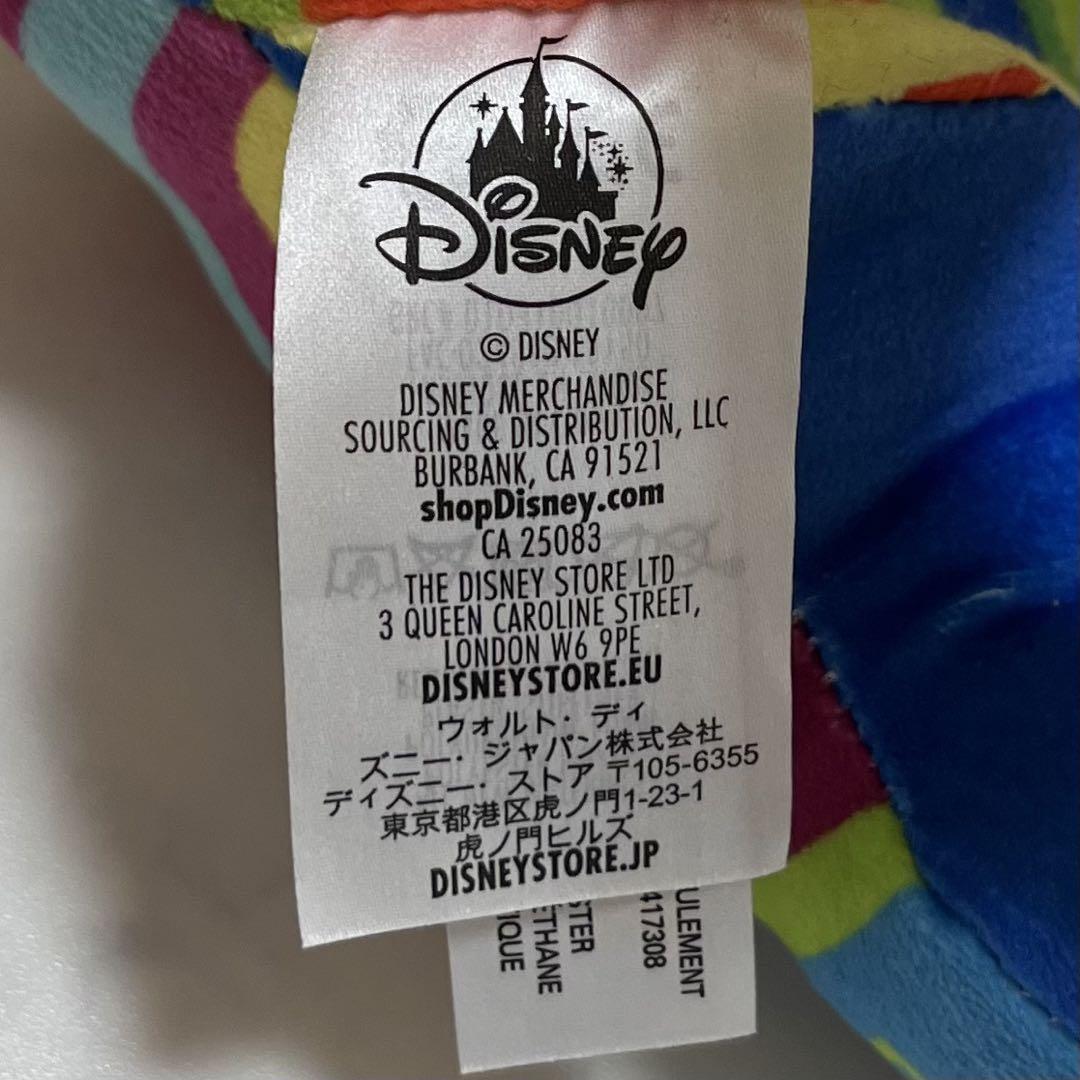 DISNEY
© DISNEY
DISNEY MERCHANDISE
SOURCING & DISTRIBUTION, LLC
BURBANK, CA 91521
shopDisney.com
CA 25083
THE DISNEY STORE LTD
3 QUEEN CAROLINE STREET,
LONDON W6 9PE
DISNEYSTORE.EU
ウォルト・ディ
ズニー・ジャパン株式会社
ディズニー・ストア 〒105-6355
東京都港区虎ノ門1-23-1
虎ノ門ヒルズ
DISNEYSTORE.JP
ULEMENT
417308
STER
ÉTHANE
IQUE